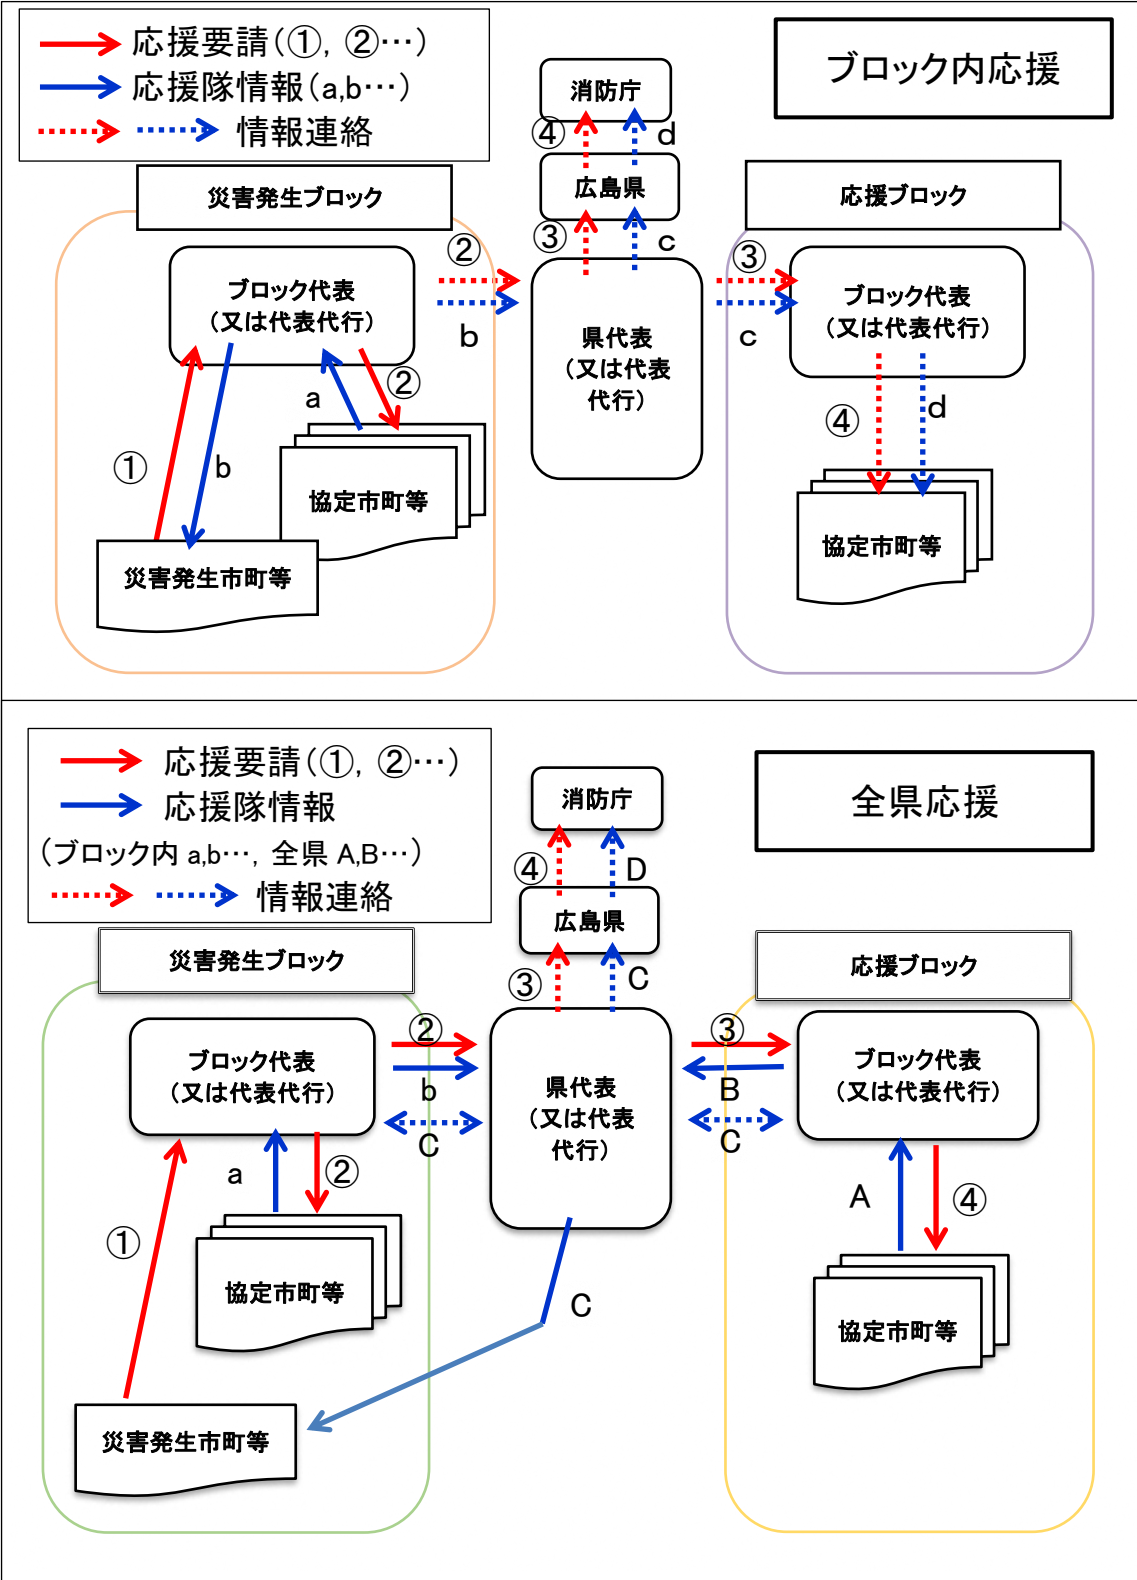 応援要請(①, ②…)
応援隊情報(a,b…)
情報連絡
ブロック内応援
消防庁
④
d
広島県
③
c
災害発生ブロック
応援ブロック
ブロック代表
(又は代表代行)
②
b
県代表
(又は代表
代行)
③
c
ブロック代表
(又は代表代行)
①
b
a
②
協定市町等
災害発生市町等
④
d
協定市町等
応援要請(①, ②…)
応援隊情報
(ブロック内 a,b…, 全県 A,B…)
情報連絡
全県応援
消防庁
④
D
広島県
③
C
災害発生ブロック
応援ブロック
ブロック代表
(又は代表代行)
②
b
C
県代表
(又は代表
代行)
③
B
C
ブロック代表
(又は代表代行)
①
a
②
協定市町等
災害発生市町等
C
A
④
協定市町等